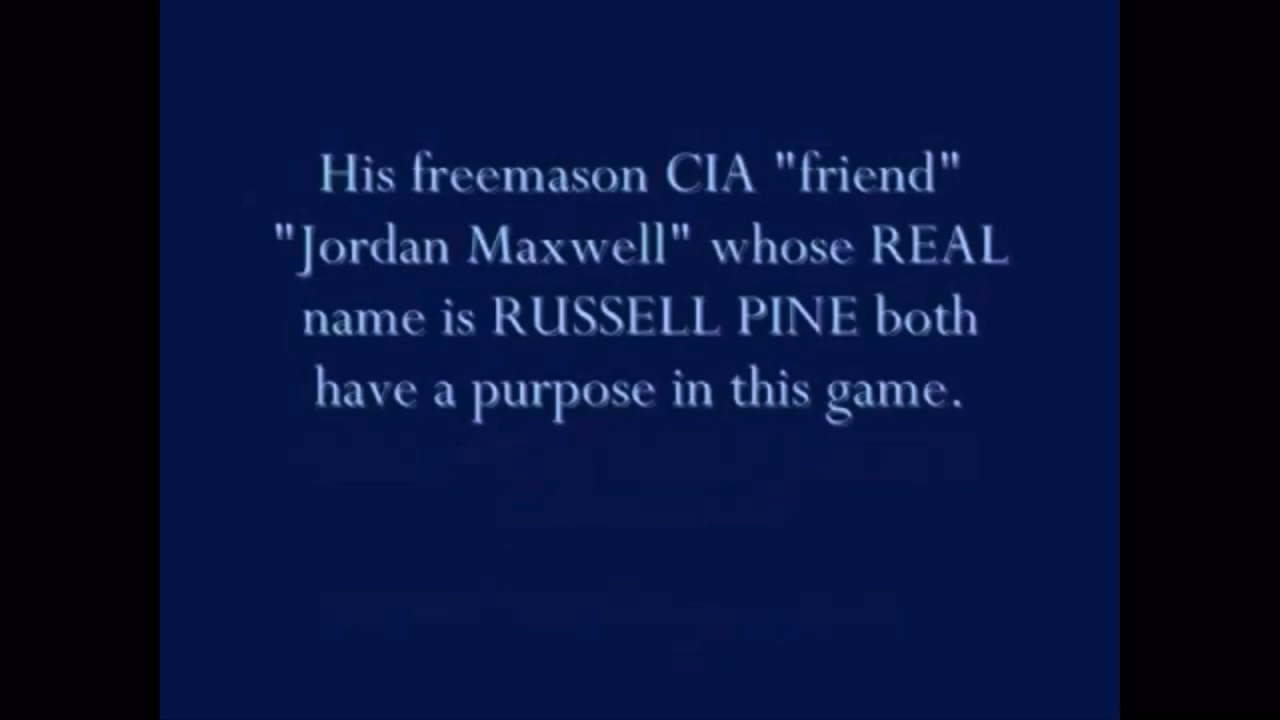 His freemason CIA "friend"
"Jordan Maxwell" whose REAL
name is RUSSELL PINE both
have a purpose in this game.